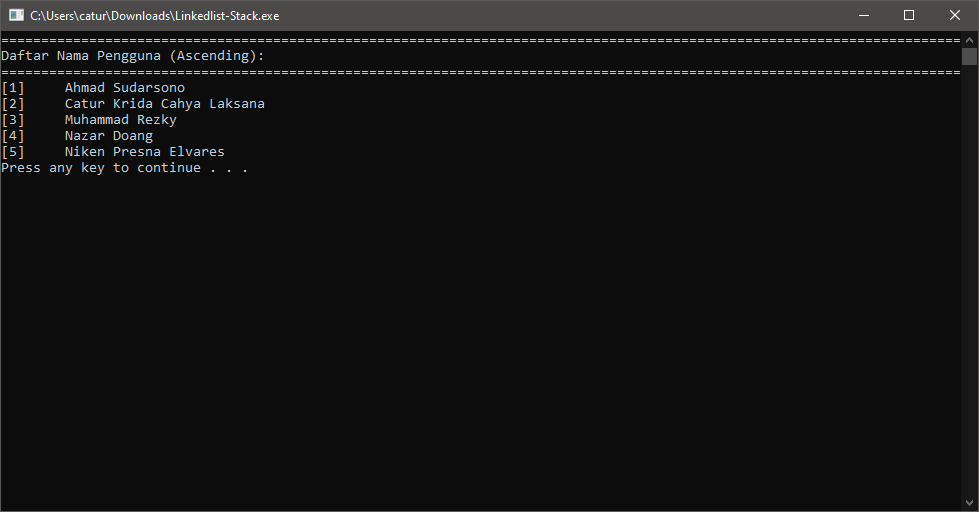 C:\Users\catur\Downloads\Linkedlist-Stack.exe
========================================================================================================================
Daftar Nama Pengguna (Ascending):
========================================================================================================================
[1]     Ahmad Sudarsono
[2]     Catur Krida Cahya Laksana
[3]     Muhammad Rezky
[4]     Nazar Doang
[5]     Niken Presna Elvares
Press any key to continue . . .